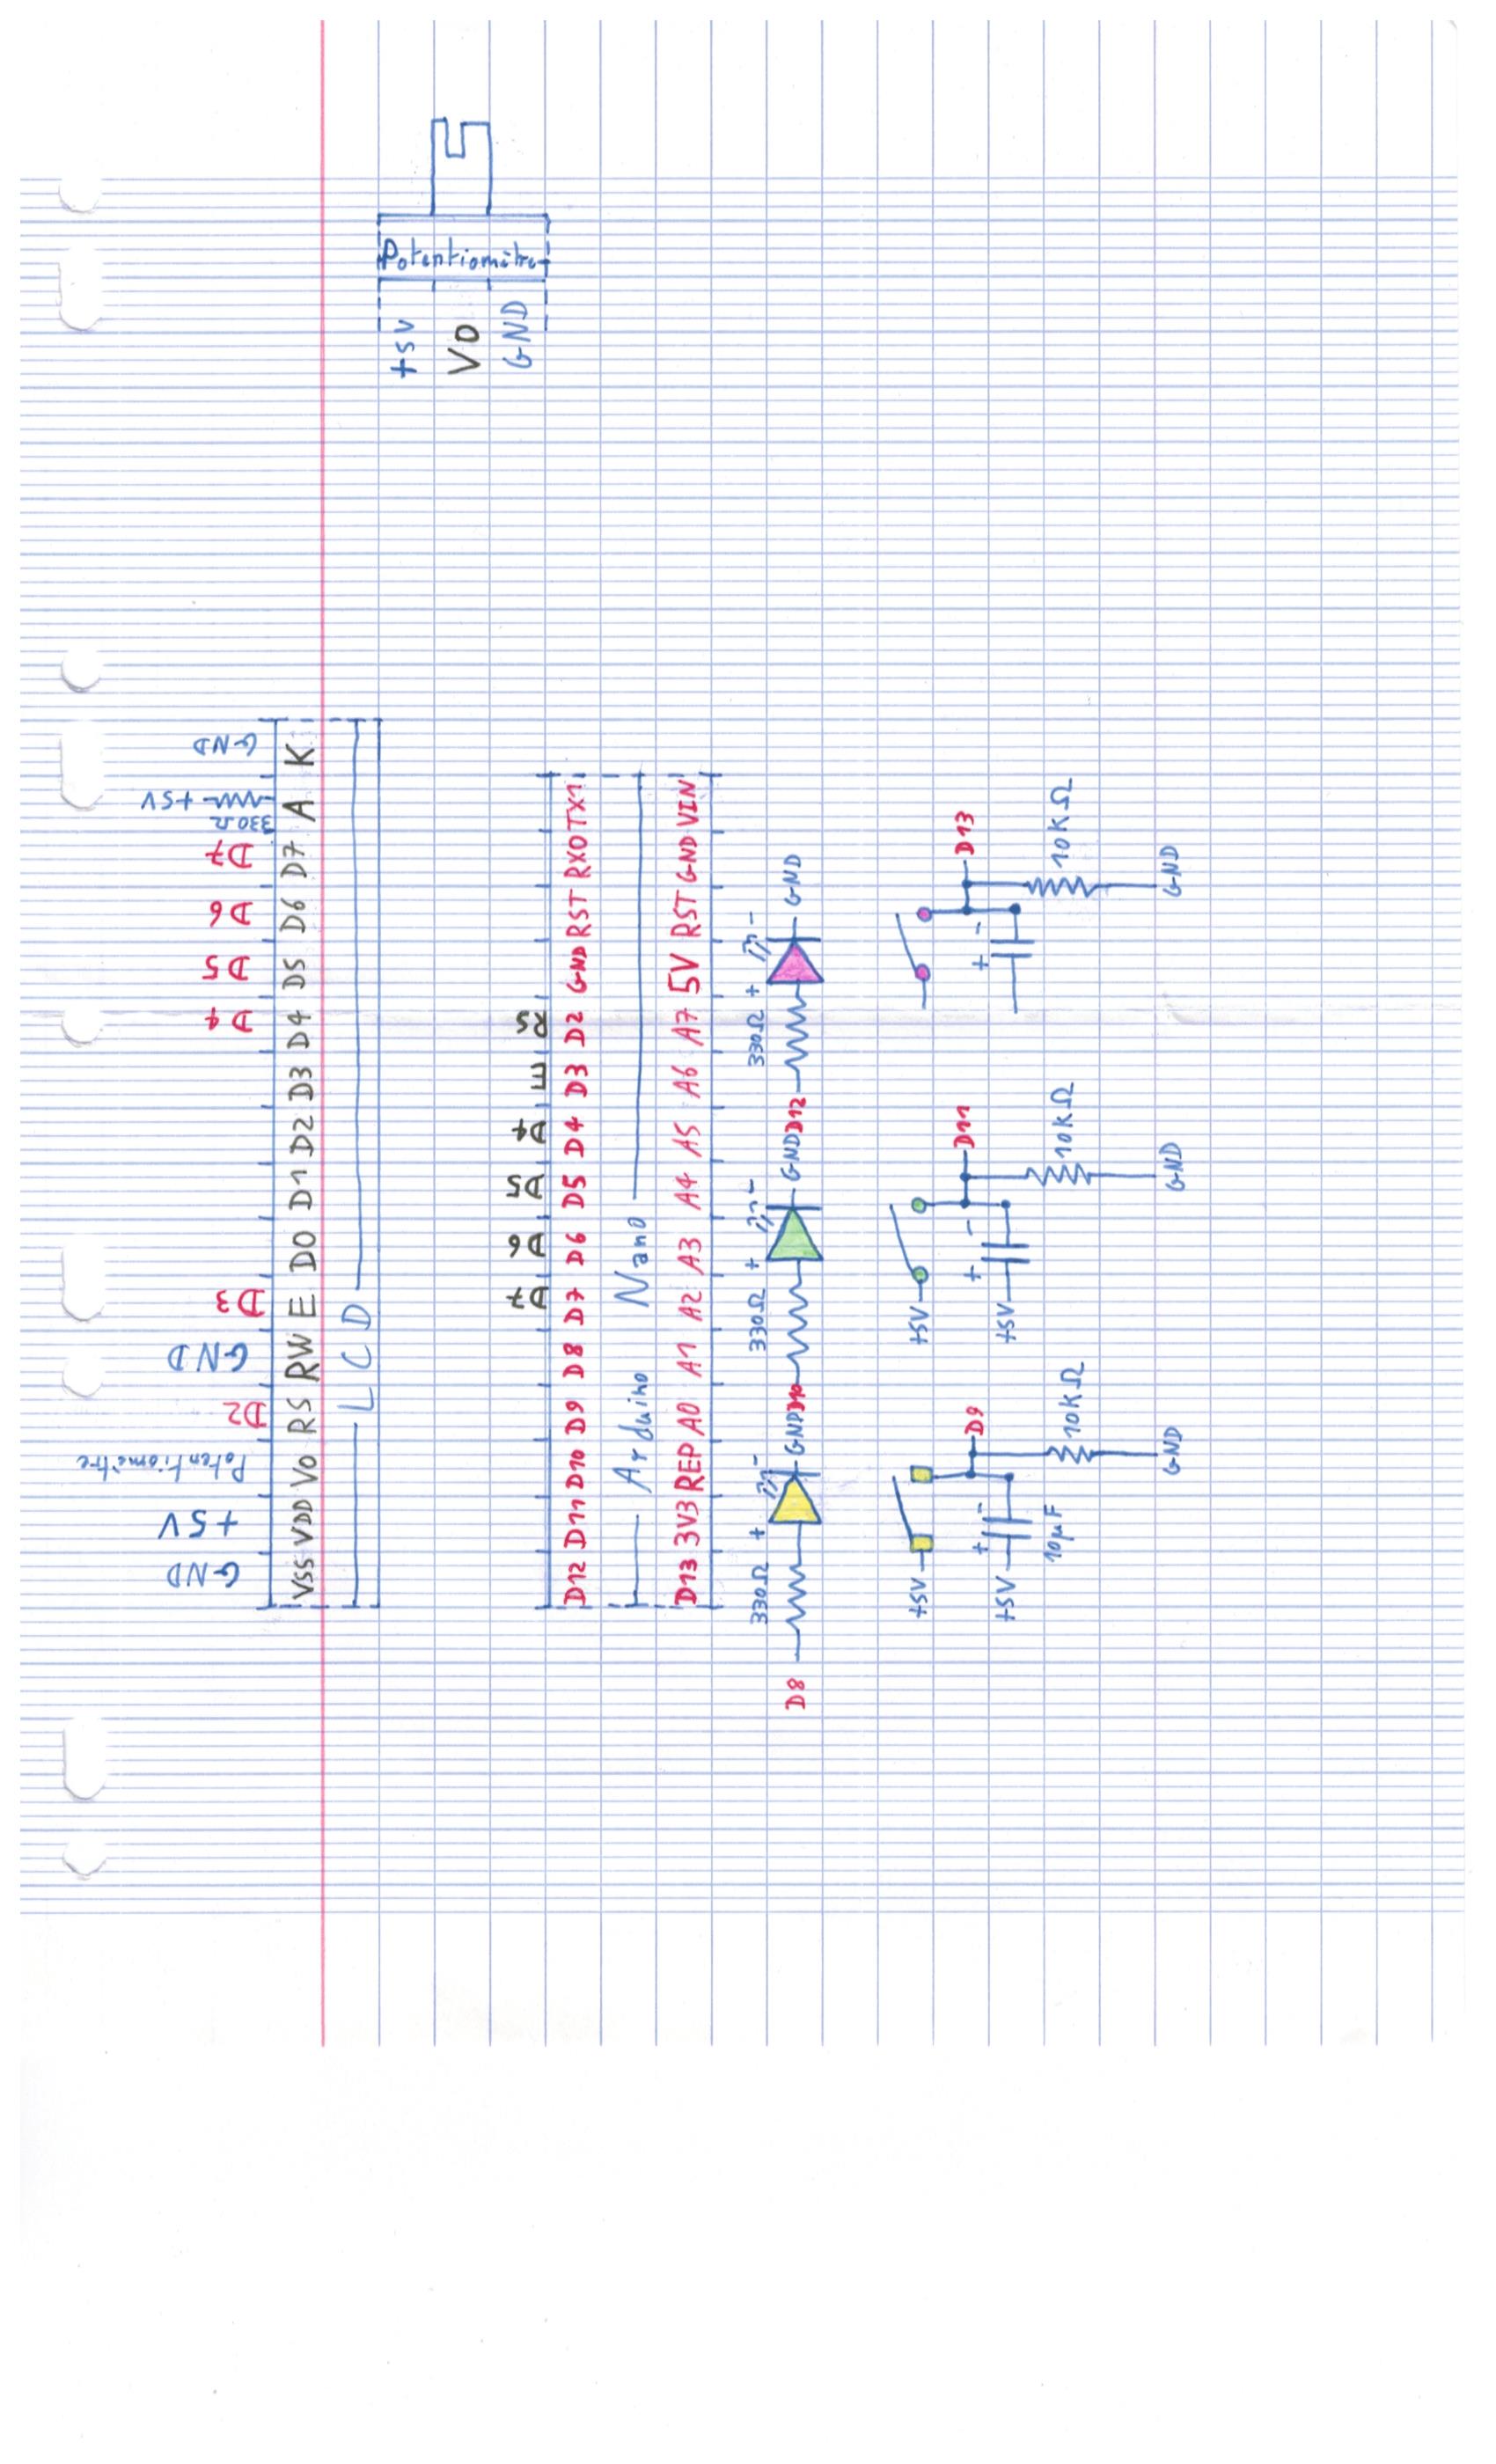 GND +5V Potentiomètre D2 GND D3 D4 D5 D6 D7 330Ω +5V GND
VSS VDD VO RS RW E D0 D1 D2 D3 D4 D5 D6 D7 A K
LCD
+5V
VO
GND
Potentiomètre
D7 D6 D5 D4 E RS
D12 D11 D10 D9 D8 D7 D6 D5 D4 D3 D2 GND RST RX0 TX1
Arduino Nano
D13 3V3 REP A0 A1 A2 A3 A4 A5 A6 A7 5V RST GND VIN
330Ω + - 330Ω + - 330Ω + -
D8 GND D10 GND D12 GND
+5V +5V
D9 D11 D13
+ - + - + -
+5V +5V
10µF 10KΩ 10KΩ 10KΩ
GND GND GND